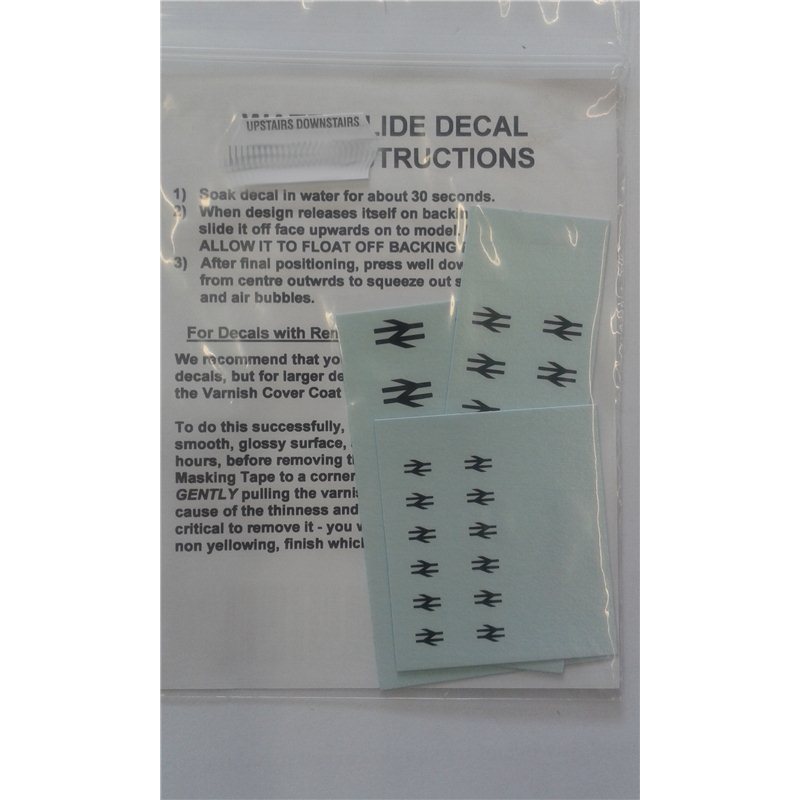 UPSTAIRS DOWNSTAIRS
LIDE DECAL
TRUCTIONS
1) Soak decal in water for about 30 seconds.
2) When design releases itself on backin
slide it off face upwards on to model.
ALLOW IT TO FLOAT OFF BACKING
3) After final positioning, press well dow
from centre outwrds to squeeze out s
and air bubbles.
For Decals with Rem
We recommend that yo
decals, but for larger de
the Varnish Cover Coat
To do this successfully,
smooth, glossy surface,
hours, before removing t
Masking Tape to a corner
GENTLY pulling the varnis
cause of the thinness and
critical to remove it - you w
non yellowing, finish which